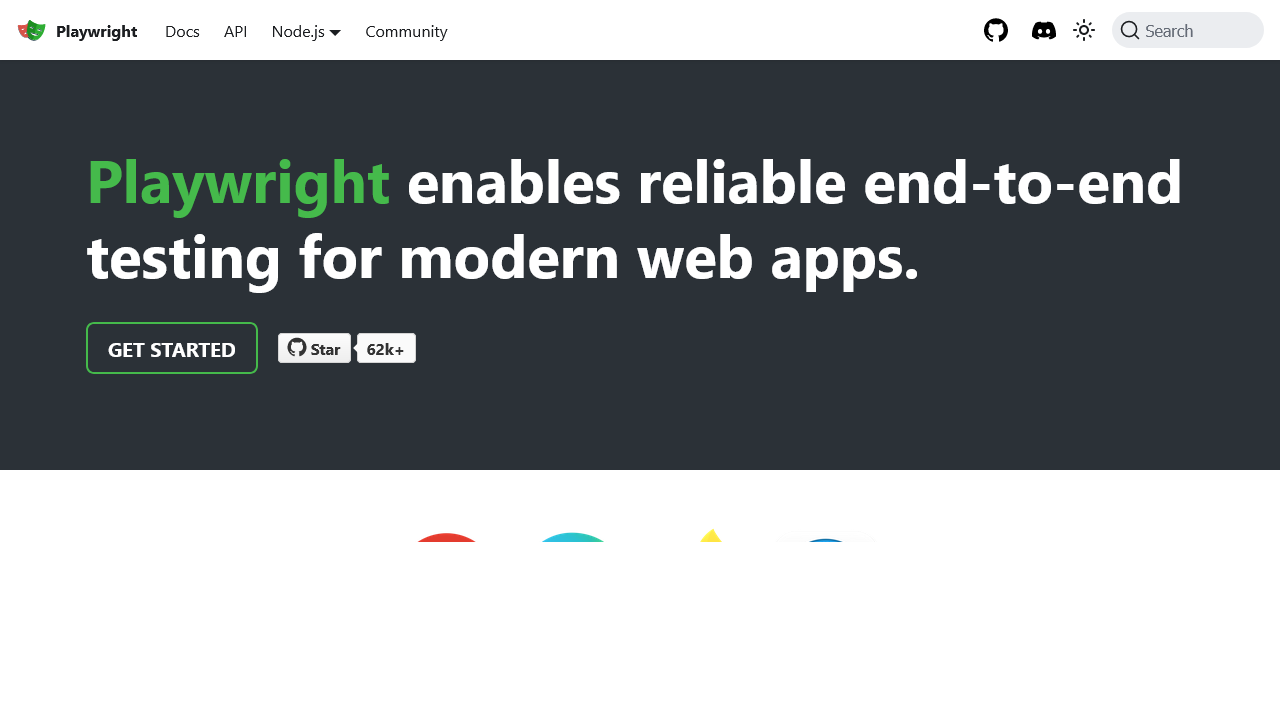 Playwright Docs API Node.js Community Search
Playwright enables reliable end-to-end
testing for modern web apps.
GET STARTED Star 62k+